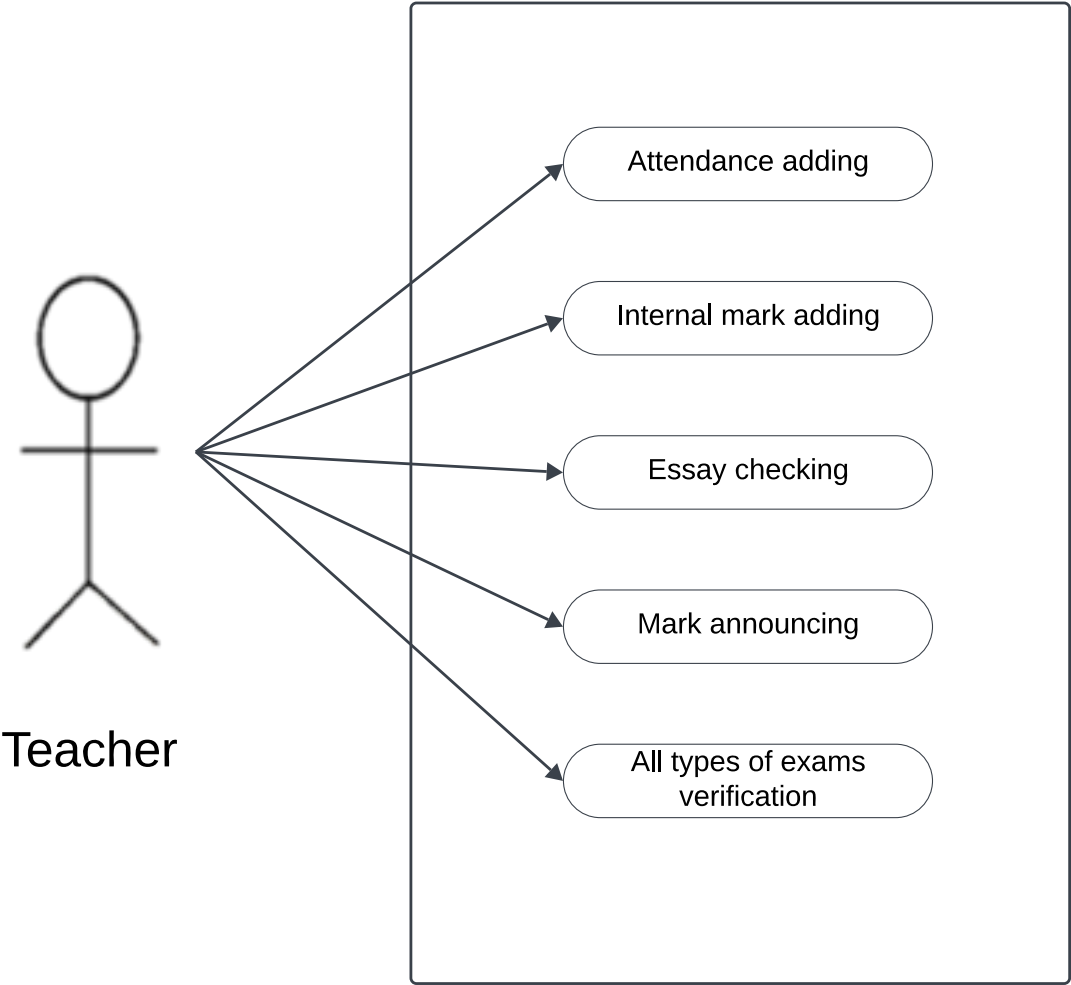 Attendance adding
Internal mark adding
Essay checking
Mark announcing
Teacher
All types of exams
verification